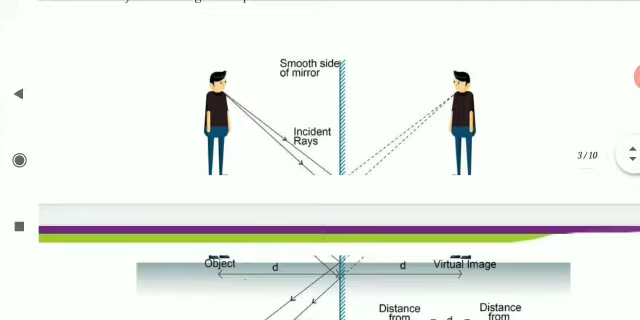 Smooth side
of mirror
Incident
Rays
3/10
Object
d
d
Virtual Image
Distance
from
= d =
Distance
from